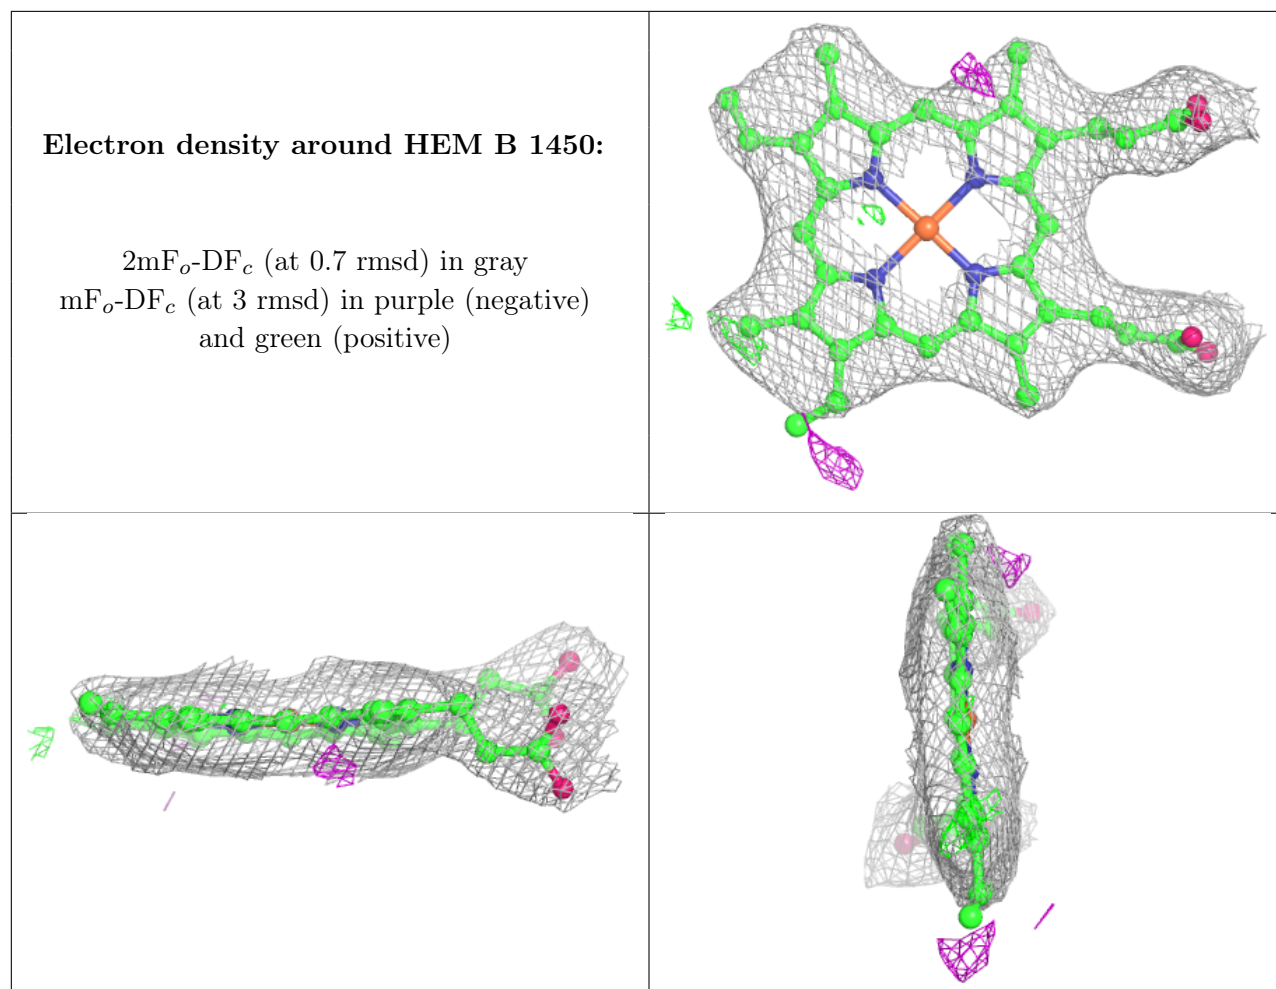 Electron density around HEM B 1450:
2mFo-DFc (at 0.7 rmsd) in gray
mFo-DFc (at 3 rmsd) in purple (negative)
and green (positive)